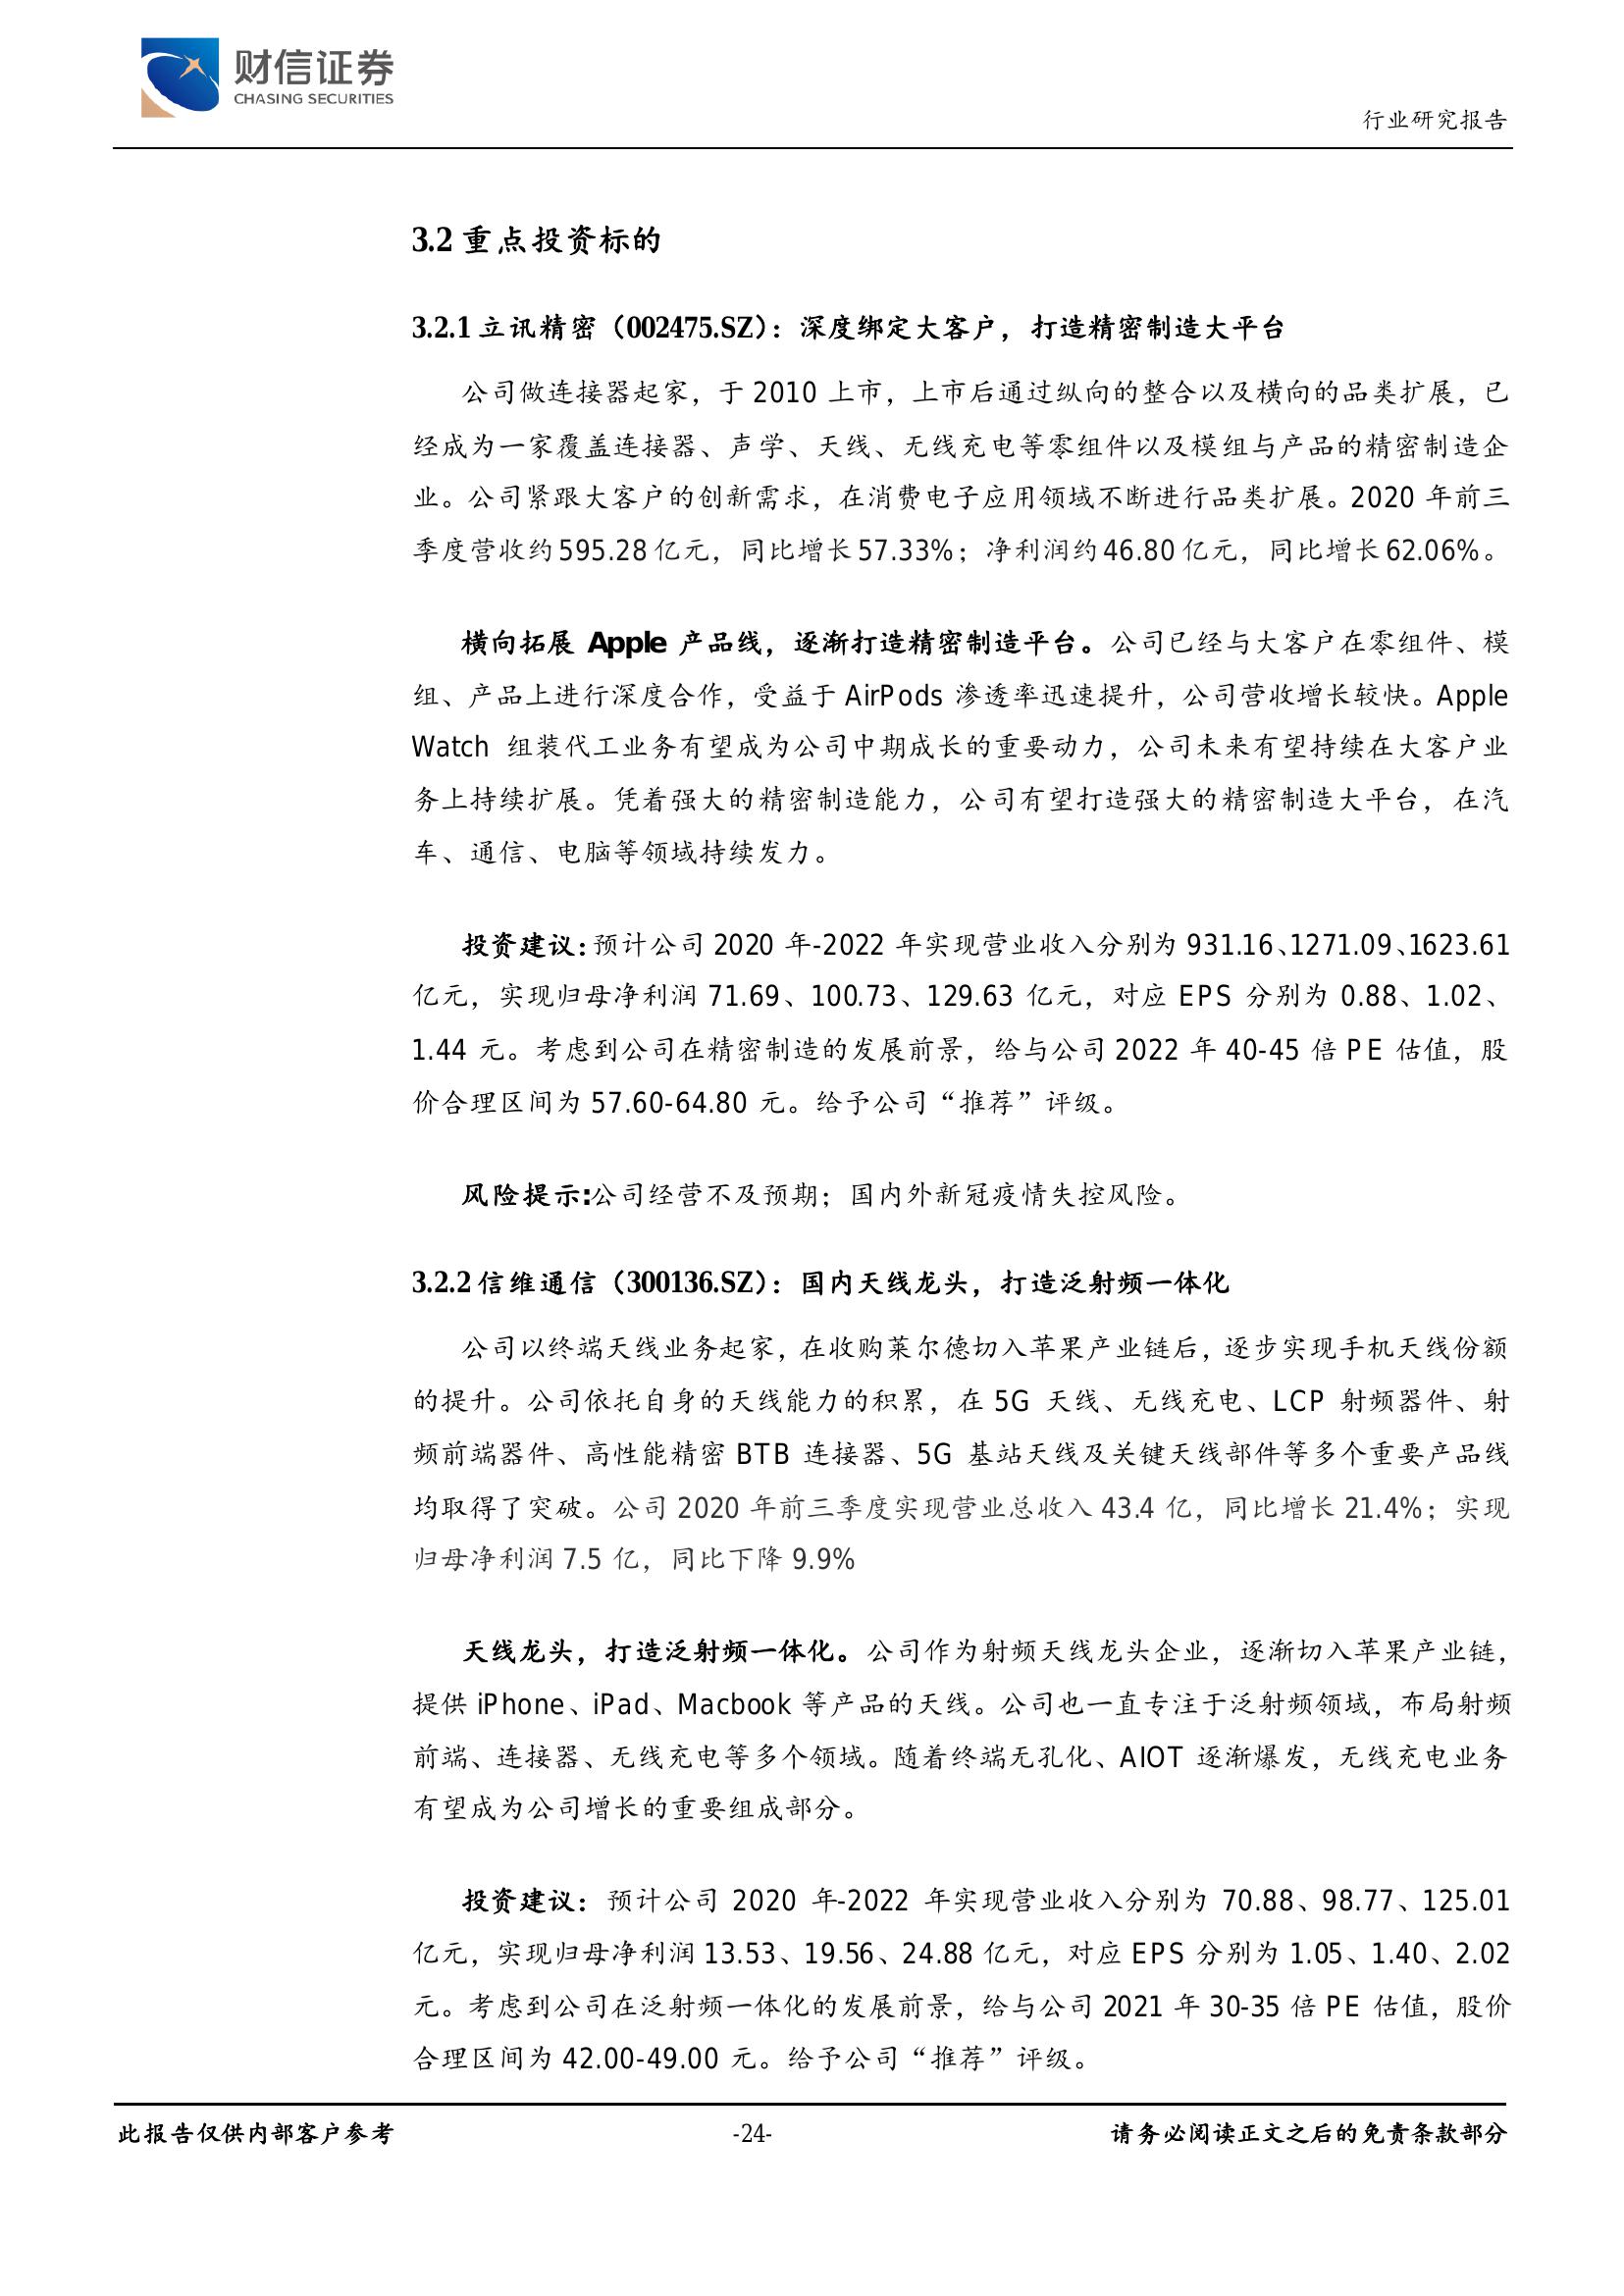 财信证券
CHASING SECURITIES
行业研究报告
3.2 重点投资标的
3.2.1 立讯精密（002475.SZ）：深度绑定大客户，打造精密制造大平台
公司做连接器起家，于 2010 上市，上市后通过纵向的整合以及横向的品类扩展，已
经成为一家覆盖连接器、声学、天线、无线充电等零组件以及模组与产品的精密制造企
业。公司紧跟大客户的创新需求，在消费电子应用领域不断进行品类扩展。2020 年前三
季度营收约 595.28 亿元，同比增长 57.33%；净利润约 46.80 亿元，同比增长 62.06%。
横向拓展 Apple 产品线，逐渐打造精密制造平台。公司已经与大客户在零组件、模
组、产品上进行深度合作，受益于 AirPods 渗透率迅速提升，公司营收增长较快。Apple
Watch 组装代工业务有望成为公司中期成长的重要动力，公司未来有望持续在大客户业
务上持续扩展。凭着强大的精密制造能力，公司有望打造强大的精密制造大平台，在汽
车、通信、电脑等领域持续发力。
投资建议：预计公司 2020 年-2022 年实现营业收入分别为 931.16、1271.09、1623.61
亿元，实现归母净利润 71.69、100.73、129.63 亿元，对应 EPS 分别为 0.88、1.02、
1.44 元。考虑到公司在精密制造的发展前景，给与公司 2022 年 40-45 倍 PE 估值，股
价合理区间为 57.60-64.80 元。给予公司“推荐”评级。
风险提示:公司经营不及预期；国内外新冠疫情失控风险。
3.2.2 信维通信（300136.SZ）：国内天线龙头，打造泛射频一体化
公司以终端天线业务起家，在收购莱尔德切入苹果产业链后，逐步实现手机天线份额
的提升。公司依托自身的天线能力的积累，在 5G 天线、无线充电、LCP 射频器件、射
频前端器件、高性能精密 BTB 连接器、5G 基站天线及关键天线部件等多个重要产品线
均取得了突破。公司 2020 年前三季度实现营业总收入 43.4 亿，同比增长 21.4%；实现
归母净利润 7.5 亿，同比下降 9.9%
天线龙头，打造泛射频一体化。公司作为射频天线龙头企业，逐渐切入苹果产业链，
提供 iPhone、iPad、Macbook 等产品的天线。公司也一直专注于泛射频领域，布局射频
前端、连接器、无线充电等多个领域。随着终端无孔化、AIOT 逐渐爆发，无线充电业务
有望成为公司增长的重要组成部分。
投资建议：预计公司 2020 年-2022 年实现营业收入分别为 70.88、98.77、125.01
亿元，实现归母净利润 13.53、19.56、24.88 亿元，对应 EPS 分别为 1.05、1.40、2.02
元。考虑到公司在泛射频一体化的发展前景，给与公司 2021 年 30-35 倍 PE 估值，股价
合理区间为 42.00-49.00 元。给予公司“推荐”评级。
此报告仅供内部客户参考
-24-
请务必阅读正文之后的免责条款部分